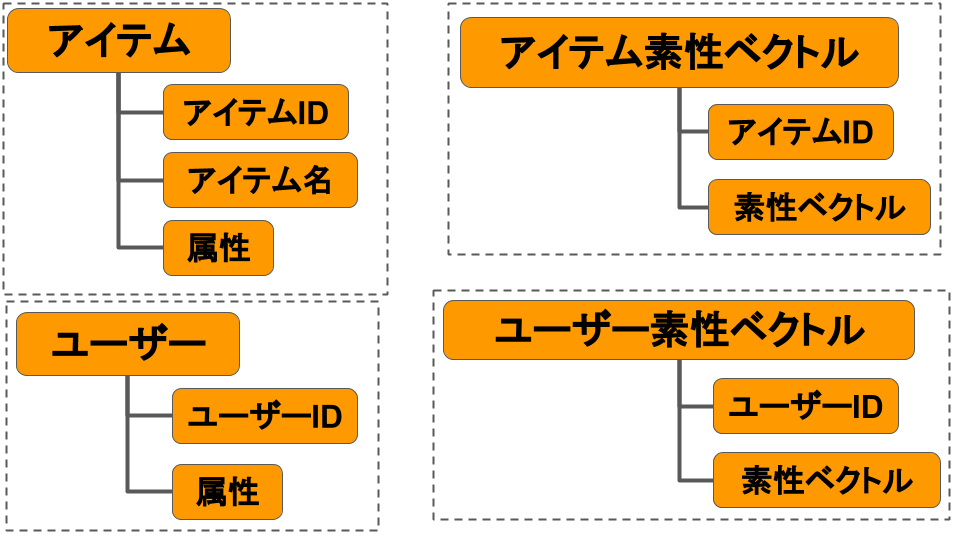 アイテム
アイテムID
アイテム名
属性
アイテム素性ベクトル
アイテムID
素性ベクトル
ユーザー
ユーザーID
属性
ユーザー素性ベクトル
ユーザーID
素性ベクトル